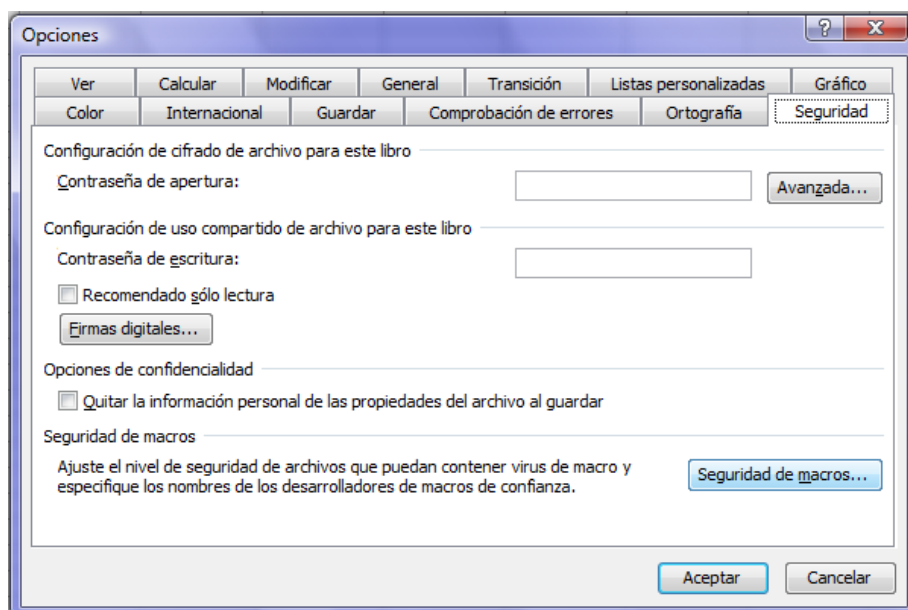 Opciones
Ver Calcular Modificar General Transición Listas personalizadas Gráfico
Color Internacional Guardar Comprobación de errores Ortografía Seguridad
Configuración de cifrado de archivo para este libro
Contraseña de apertura:
Avanzada...
Configuración de uso compartido de archivo para este libro
Contraseña de escritura:
Recomendado sólo lectura
Firmas digitales...
Opciones de confidencialidad
Quitar la información personal de las propiedades del archivo al guardar
Seguridad de macros
Ajuste el nivel de seguridad de archivos que puedan contener virus de macro y
especifique los nombres de los desarrolladores de macros de confianza.
Seguridad de macros...
Aceptar Cancelar